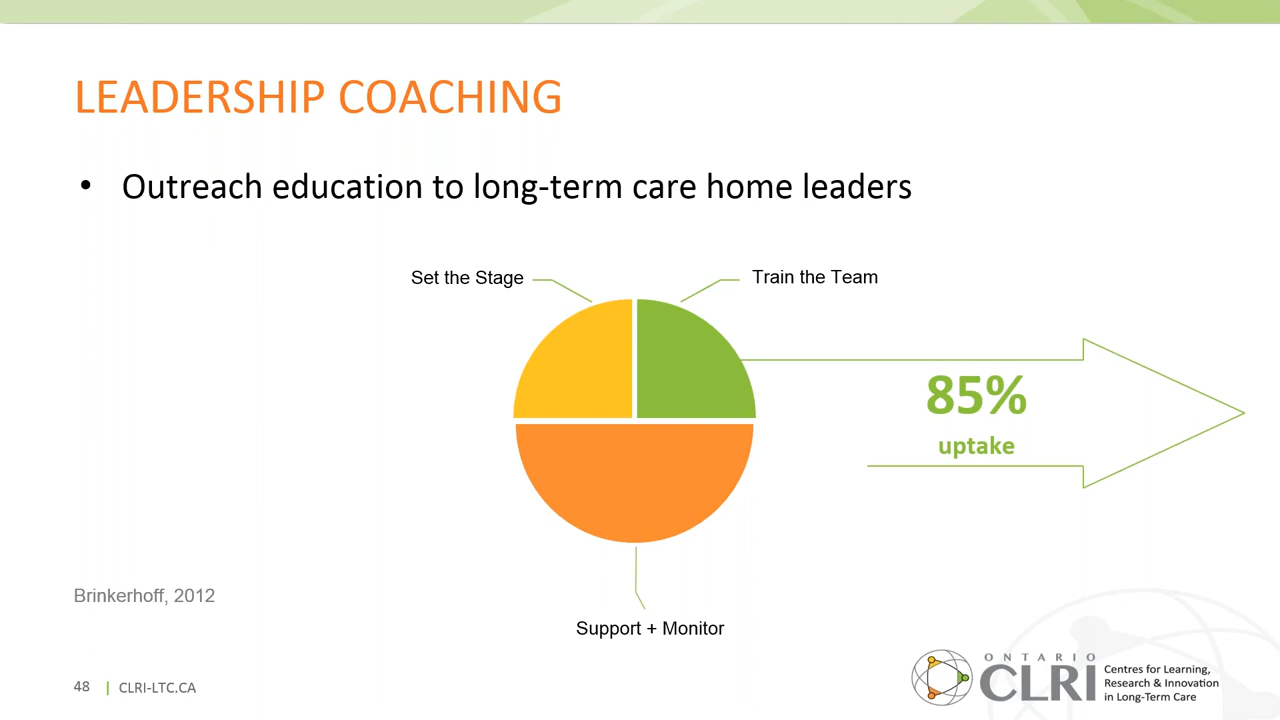 LEADERSHIP COACHING
• Outreach education to long-term care home leaders
Set the Stage
Train the Team
85%
uptake
Support + Monitor
Brinkerhoff, 2012
48 | CLRI-LTC.CA
ONTARIO
CLRI
Centres for Learning,
Research & Innovation
in Long-Term Care